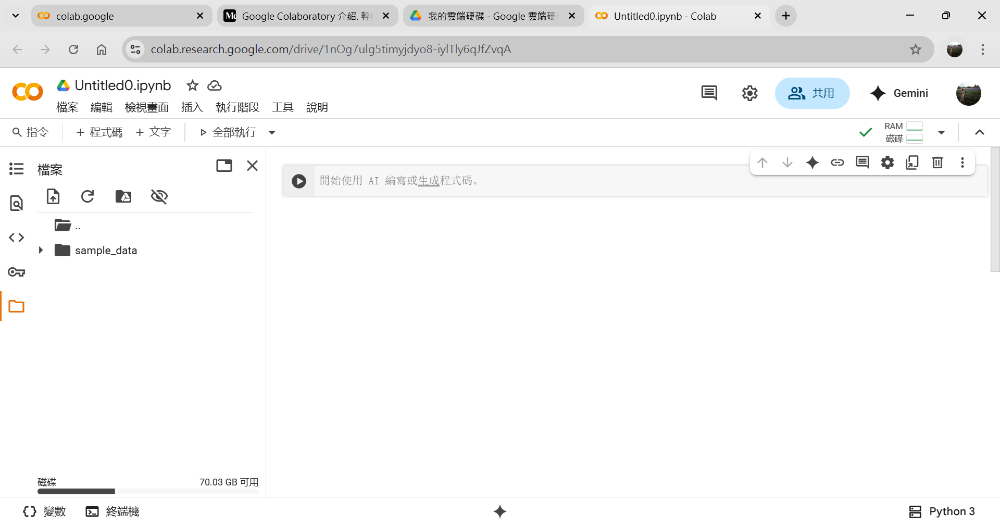 colab.google
Google Colaboratory 介紹. 輕
我的雲端硬碟 - Google 雲端硬
Untitled0.ipynb - Colab
colab.research.google.com/drive/1nOg7ulg5timyjdyo8-iylTly6qJfZvqA
Untitled0.ipynb
檔案 編輯 檢視畫面 插入 執行階段 工具 說明
共用
Gemini
指令
+ 程式碼 + 文字
全部執行
RAM
磁碟
檔案
開始使用 AI 編寫或生成程式碼。
..
sample_data
磁碟 70.03 GB 可用
變數 終端機
Python 3